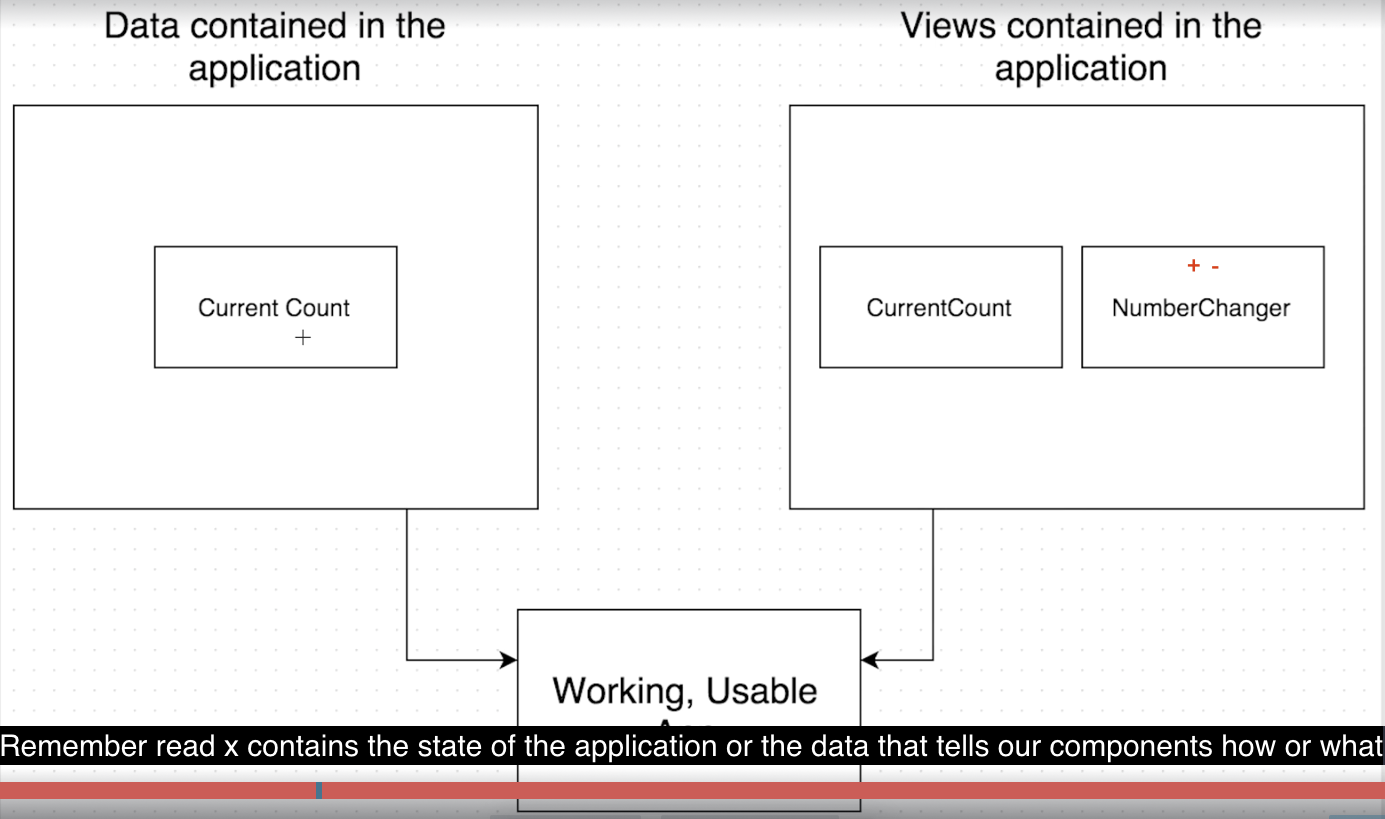 Data contained in the
application
Views contained in the
application
Current Count
CurrentCount
+ -
NumberChanger
Working, Usable
Remember read x contains the state of the application or the data that tells our components how or what